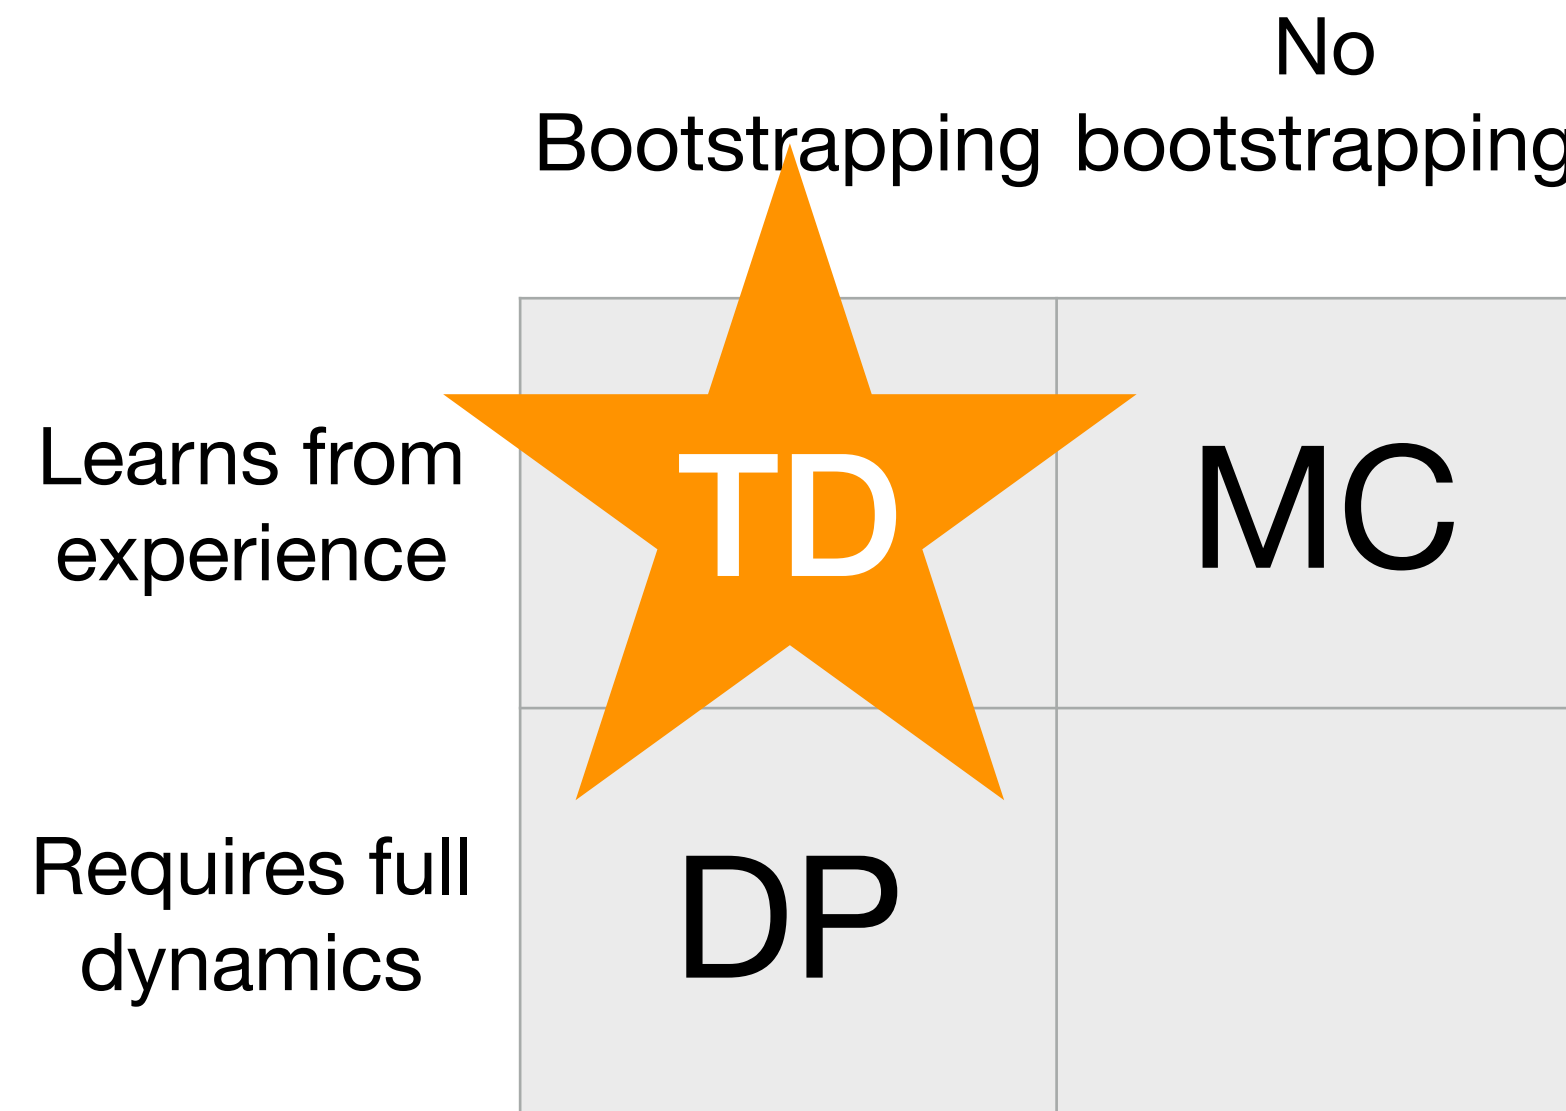 No
Bootstrapping bootstrapping
Learns from
experience
TD
MC
Requires full
dynamics
DP